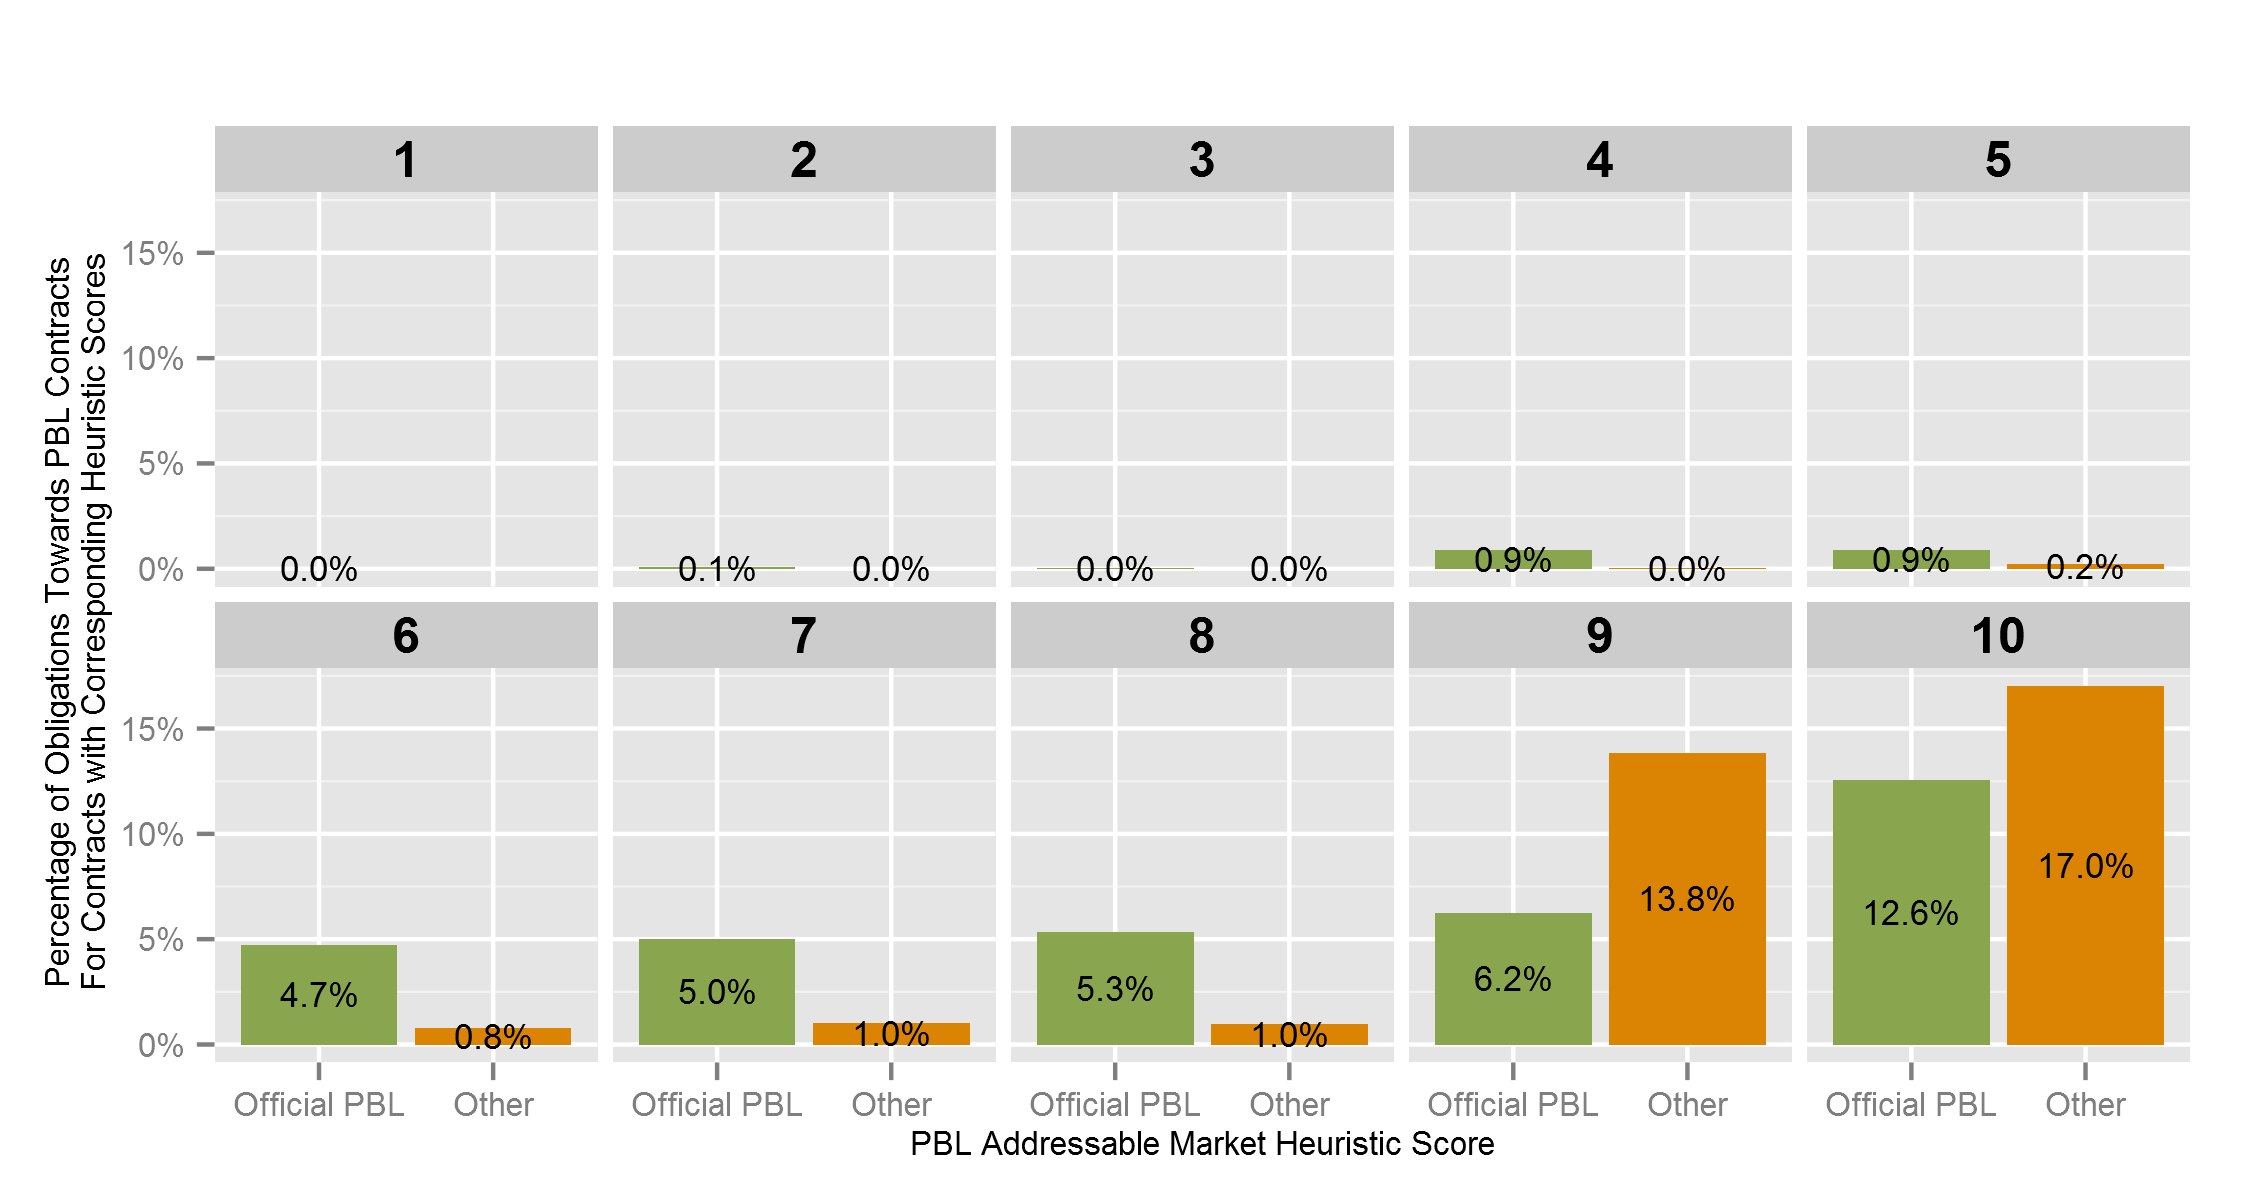 Percentage of Obligations Towards PBL Contracts
For Contracts with Corresponding Heuristic Scores
1 2 3 4 5
15%
10%
5%
0%
0.0% 0.1% 0.0% 0.0% 0.0% 0.9% 0.0% 0.9% 0.2%
6 7 8 9 10
15%
10%
5%
0%
4.7% 0.8% 5.0% 1.0% 5.3% 1.0% 6.2% 13.8% 12.6% 17.0%
Official PBL Other Official PBL Other Official PBL Other Official PBL Other Official PBL Other
PBL Addressable Market Heuristic Score